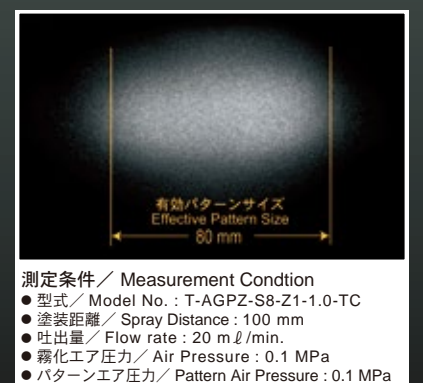 有効パターンサイズ
Effective Pattern Size
80 mm
測定条件／ Measurement Condtion
● 型式／ Model No. : T-AGPZ-S8-Z1-1.0-TC
● 塗装距離／ Spray Distance : 100 mm
● 吐出量／ Flow rate : 20 mℓ/min.
● 霧化エア圧力／ Air Pressure : 0.1 MPa
● パターンエア圧力／ Pattern Air Pressure : 0.1 MPa